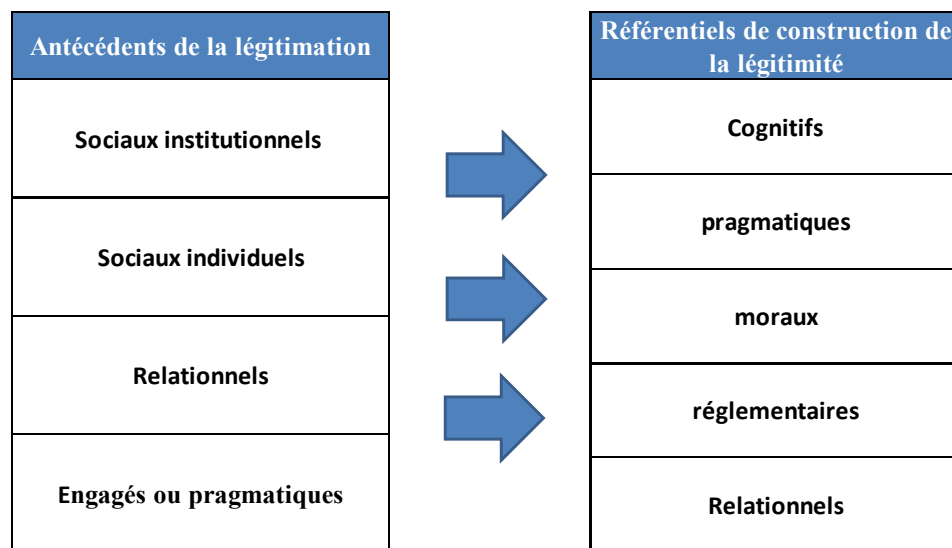 Antécédents de la légitimation
Sociaux institutionnels
Sociaux individuels
Relationnels
Engagés ou pragmatiques
Référentiels de construction de
la légitimité
Cognitifs
pragmatiques
moraux
réglementaires
Relationnels